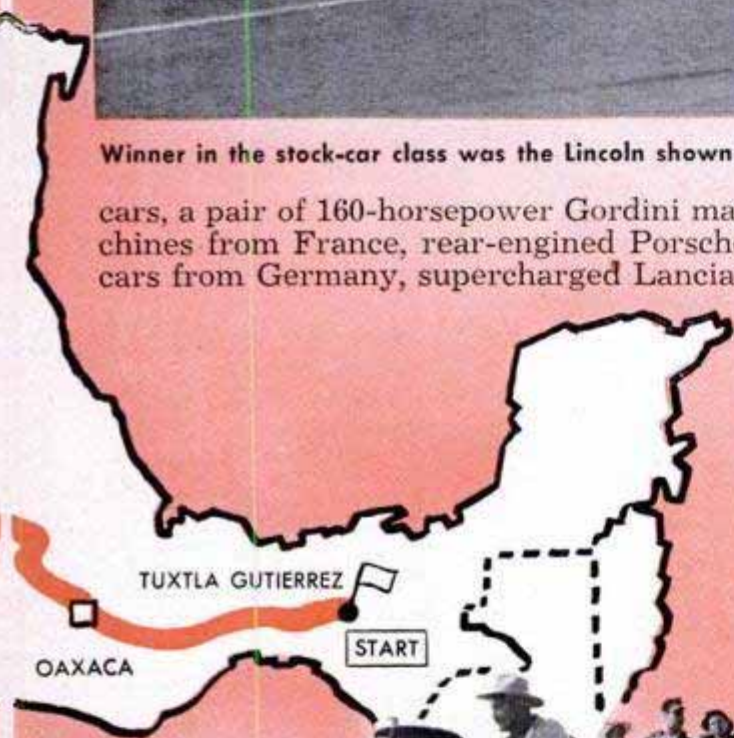 Winner in the stock-car class was the Lincoln shown
cars, a pair of 160-horsepower Gordini ma
chines from France, rear-engined Porsch
cars from Germany, supercharged Lancia
TUXTLA GUTIERREZ
START
OAXACA